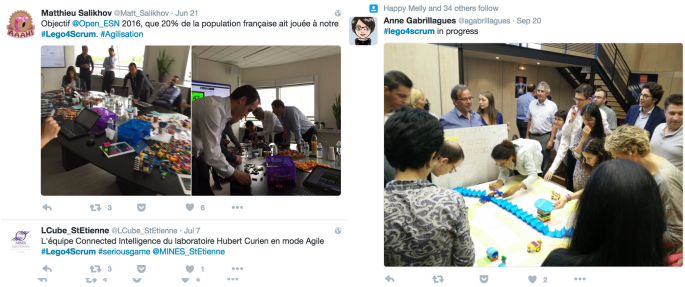 Matthieu Salikhov @Matt_Salikhov · Jun 21
Objectif @Open_ESN 2016, que 20% de la population française ait jouée à notre
#Lego4Scrum. #Agilisation
3 6
LCube_StEtienne @LCube_StEtienne · Jul 7
L'équipe Connected Intelligence du laboratoire Hubert Curien en mode Agile
#Lego4Scrum #seriousgame @MINES_StEtienne
3 1
Happy Melly and 34 others follow
Anne Gabrillagues @agabrillagues · Sep 20
#lego4scrum in progress
2